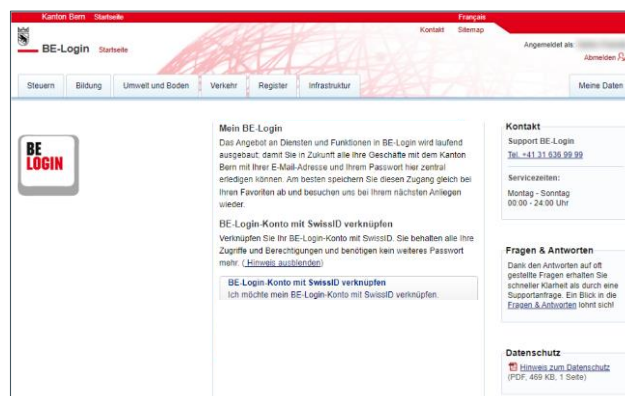 Kanton Bern Startseite
Français
Kontakt Sitemap
BE-Login Startseite
Angemeldet als:
Abmelden
Steuern Bildung Umwelt und Boden Verkehr Register Infrastruktur Meine Daten
BE
LOGIN
Mein BE-Login
Das Angebot an Diensten und Funktionen in BE-Login wird laufend
ausgebaut; damit Sie in Zukunft alle Ihre Geschäfte mit dem Kanton
Bern mit Ihrer E-Mail-Adresse und Ihrem Passwort hier zentral
erledigen können. Am besten speichern Sie diesen Zugang gleich bei
Ihren Favoriten ab und besuchen uns bei Ihrem nächsten Anliegen
wieder.
BE-Login-Konto mit SwissID verknüpfen
Verknüpfen Sie Ihr BE-Login-Konto mit SwissID. Sie behalten alle Ihre
Zugriffe und Berechtigungen und benötigen kein weiteres Passwort
mehr. ( Hinweis ausblenden)
BE-Login-Konto mit SwissID verknüpfen
Ich möchte mein BE-Login-Konto mit SwissID verknüpfen.
Kontakt
Support BE-Login
Tel. +41 31 636 99 99
Servicezeiten:
Montag - Sonntag
00:00 - 24:00 Uhr
Fragen & Antworten
Dank den Antworten auf oft
gestellte Fragen erhalten Sie
schneller Klarheit als durch eine
Supportanfrage. Ein Blick in die
Fragen & Antworten lohnt sich!
Datenschutz
Hinweis zum Datenschutz
(PDF, 469 KB, 1 Seite)